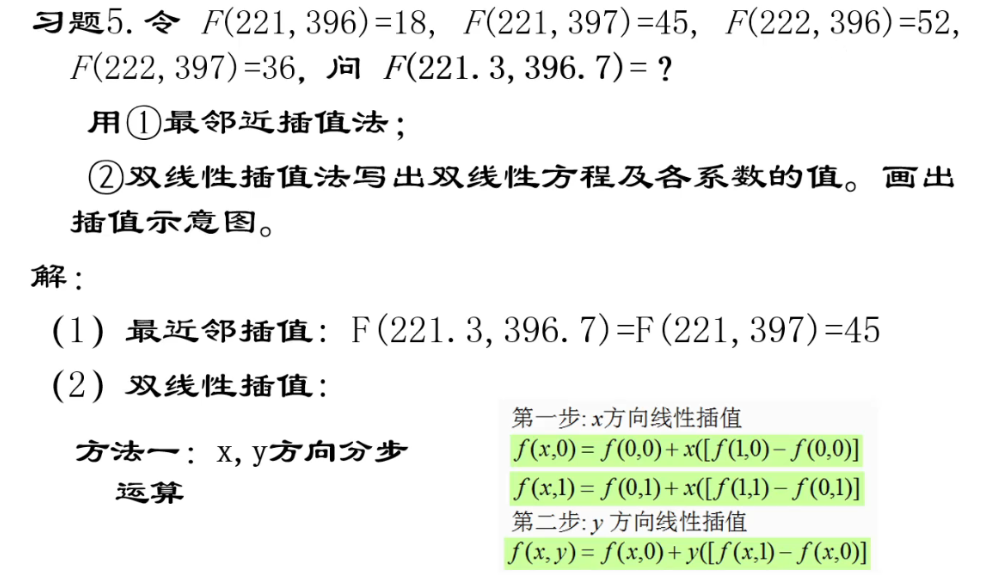 习题5. 令 F(221, 396)=18, F(221, 397)=45, F(222, 396)=52,
F(222, 397)=36, 问 F(221.3, 396.7)=?
用①最邻近插值法;
②双线性插值法写出双线性方程及各系数的值。画出
插值示意图。
解:
(1) 最近邻插值: F(221.3, 396.7)=F(221, 397)=45
(2) 双线性插值:
方法一: x, y方向分步
运算
第一步: x方向线性插值
f(x,0) = f(0,0) + x([f(1,0) − f(0,0)]
f(x,1) = f(0,1) + x([f(1,1) − f(0,1)]
第二步: y 方向线性插值
f(x, y) = f(x,0) + y([f(x,1) − f(x,0)]